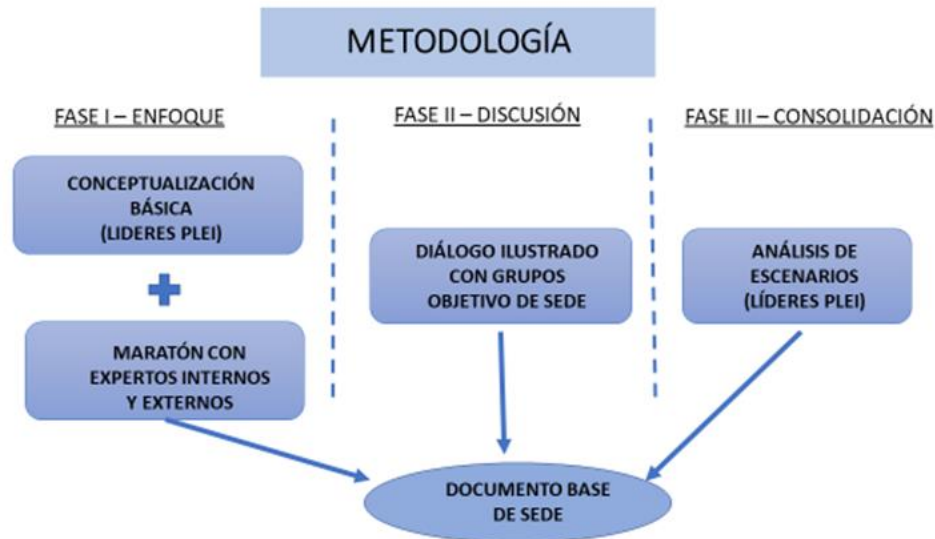 METODOLOGÍA
FASE I – ENFOQUE
CONCEPTUALIZACIÓN
BÁSICA
(LIDERES PLEI)
MARATÓN CON
EXPERTOS INTERNOS
Y EXTERNOS
FASE II – DISCUSIÓN
DIÁLOGO ILUSTRADO
CON GRUPOS
OBJETIVO DE SEDE
FASE III – CONSOLIDACIÓN
ANÁLISIS DE
ESCENARIOS
(LÍDERES PLEI)
DOCUMENTO BASE
DE SEDE